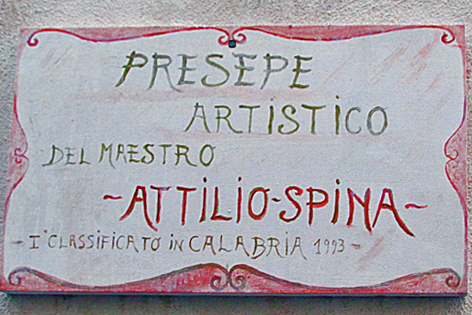 PRESEPE
ARTISTICO
DEL MAESTRO
~ATTILIO-SPINA~
- I° CLASSIFICATO in CALABRIA 1993 -